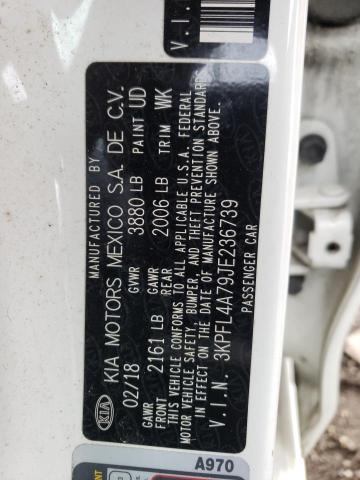 MANUFACTURED BY
KIA KIA MOTORS MEXICO S.A. DE C.V.
02/18 GVWR 3880 LB PAINT UD
GAWR FRONT 2161 LB GAWR REAR 2006 LB TRIM WK
THIS VEHICLE CONFORMS TO ALL APPLICABLE U.S.A. FEDERAL
MOTOR VEHICLE SAFETY, BUMPER, AND THEFT PREVENTION STANDARDS
IN EFFECT ON THE DATE OF MANUFACTURE SHOWN ABOVE.
V.I.N. 3KPFL4A79JE236739
PASSENGER CAR
V.I.
A970